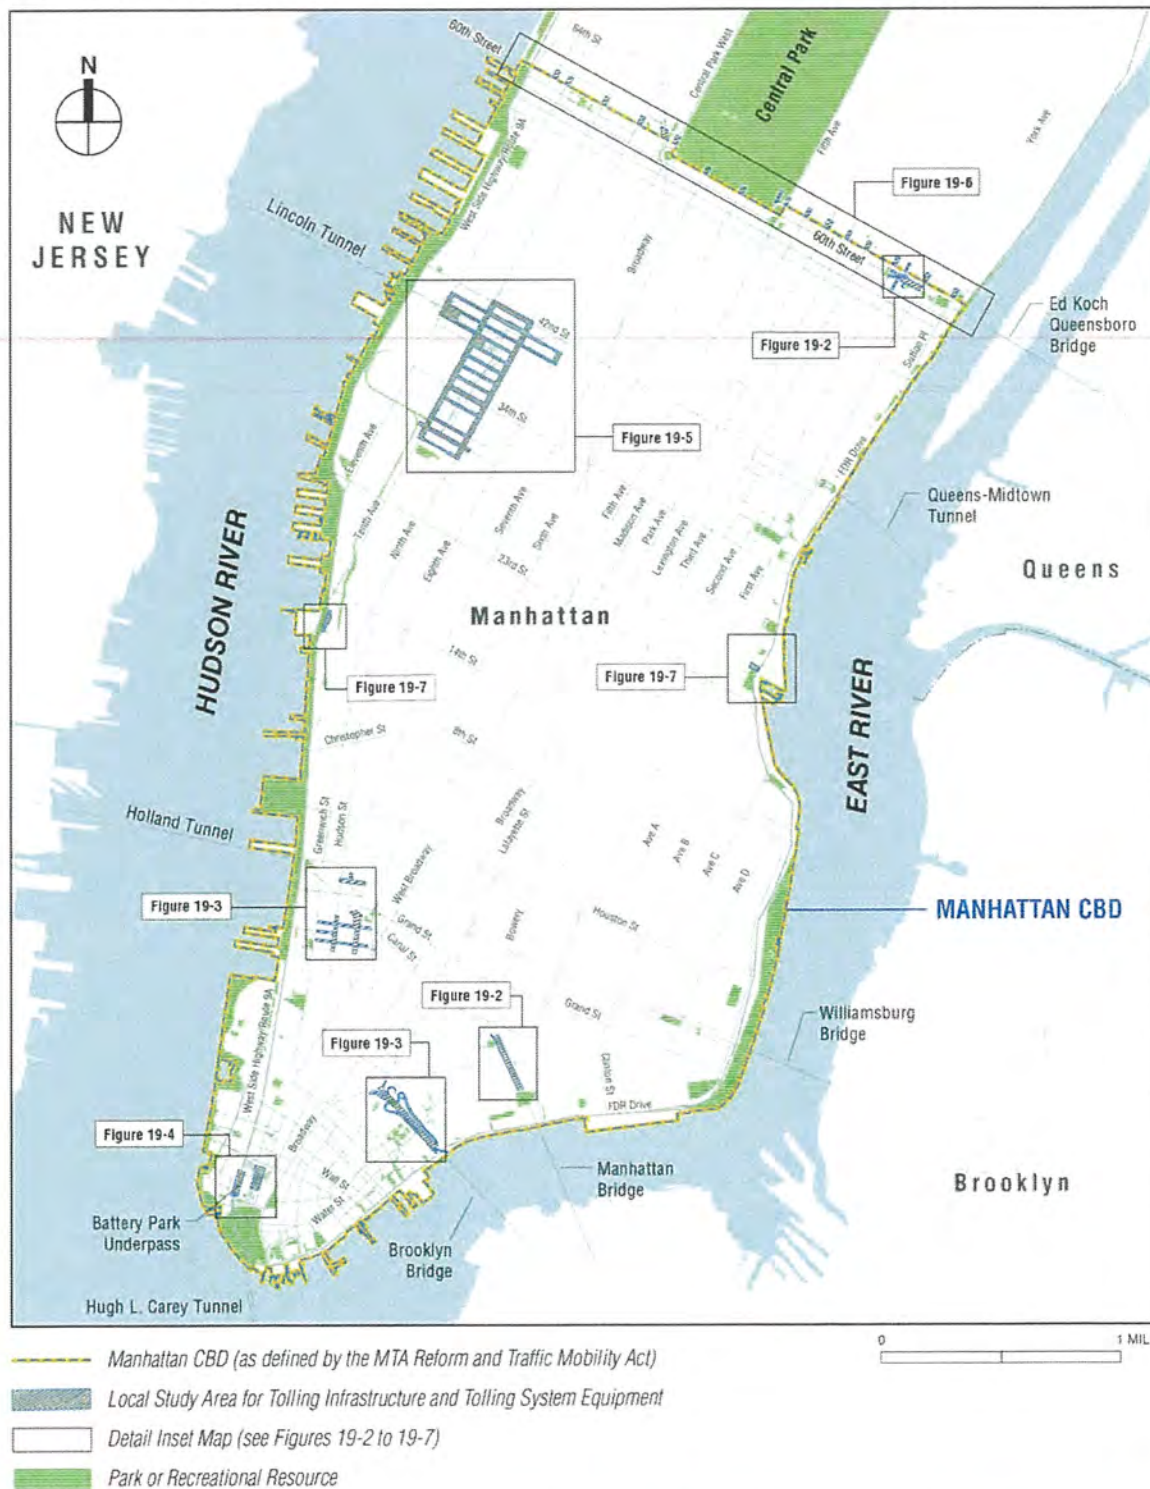 60th Street
64th St
Central Park West
Central Park
Fifth Ave
York Ave
N
NEW
JERSEY
West Side Highway/Route 9A
Lincoln Tunnel
Broadway
Figure 19-6
60th Street
Ed Koch
Queensboro
Bridge
Figure 19-2
Sutton Pl
42nd St
34th St
Figure 19-5
FDR Drive
Eleventh Ave
Tenth Ave
Ninth Ave
Eighth Ave
Seventh Ave
Sixth Ave
23rd St
Fifth Ave
Madison Ave
Park Ave
Lexington Ave
Third Ave
Second Ave
First Ave
Queens-Midtown
Tunnel
Queens
HUDSON RIVER
Manhattan
14th St
Figure 19-7
Figure 19-7
EAST RIVER
Christopher St
8th St
Holland Tunnel
Greenwich St
Hudson St
Broadway
Lafayette St
West Broadway
Ave A
Ave B
Ave C
Ave D
Figure 19-3
Grand St
Canal St
Bowery
Houston St
MANHATTAN CBD
Figure 19-2
Grand St
Williamsburg
Bridge
West Side Highway/Route 9A
Figure 19-3
Clinton St
FDR Drive
Figure 19-4
Broadway
Wall St
Water St
Manhattan
Bridge
Brooklyn
Battery Park
Underpass
Brooklyn
Bridge
Hugh L. Carey Tunnel
0 1 MIL
Manhattan CBD (as defined by the MTA Reform and Traffic Mobility Act)
Local Study Area for Tolling Infrastructure and Tolling System Equipment
Detail Inset Map (see Figures 19-2 to 19-7)
Park or Recreational Resource